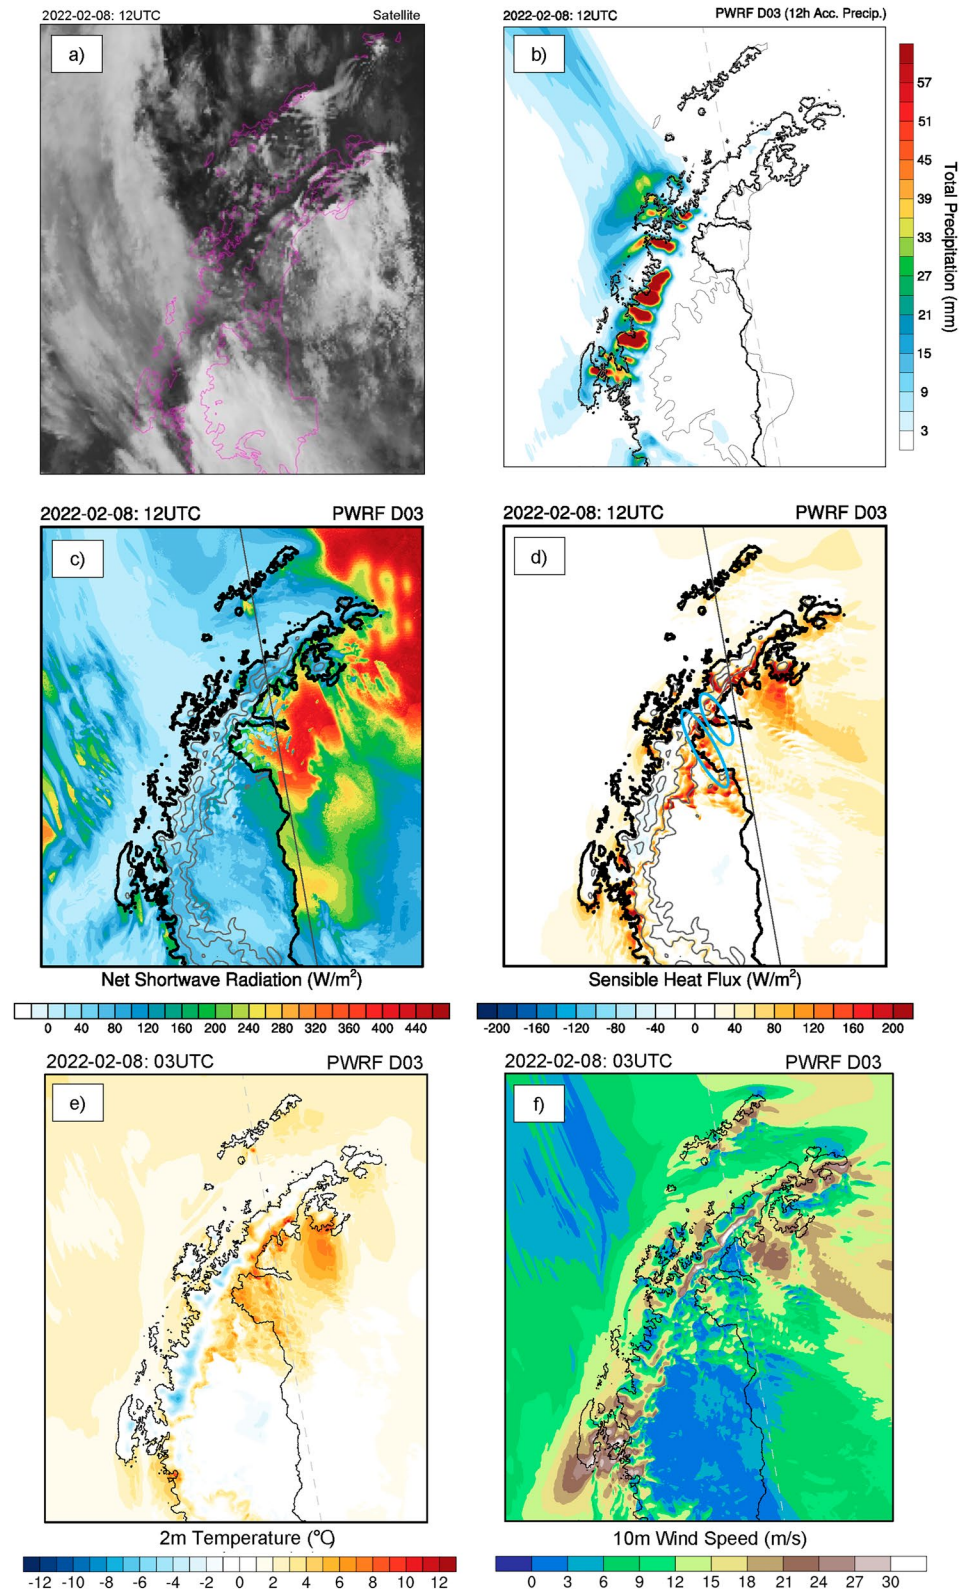 2022-02-08: 12UTC Satellite
a)
2022-02-08: 12UTC PWRF D03 (12h Acc. Precip.)
b)
57
51
45
39
33
27
21
15
9
3
Total Precipitation (mm)
2022-02-08: 12UTC PWRF D03
c)
Net Shortwave Radiation (W/m²)
0 40 80 120 160 200 240 280 320 360 400 440
2022-02-08: 12UTC PWRF D03
d)
Sensible Heat Flux (W/m²)
-200 -160 -120 -80 -40 0 40 80 120 160 200
2022-02-08: 03UTC PWRF D03
e)
2m Temperature (°C)
-12 -10 -8 -6 -4 -2 0 2 4 6 8 10 12
2022-02-08: 03UTC PWRF D03
f)
10m Wind Speed (m/s)
0 3 6 9 12 15 18 21 24 27 30